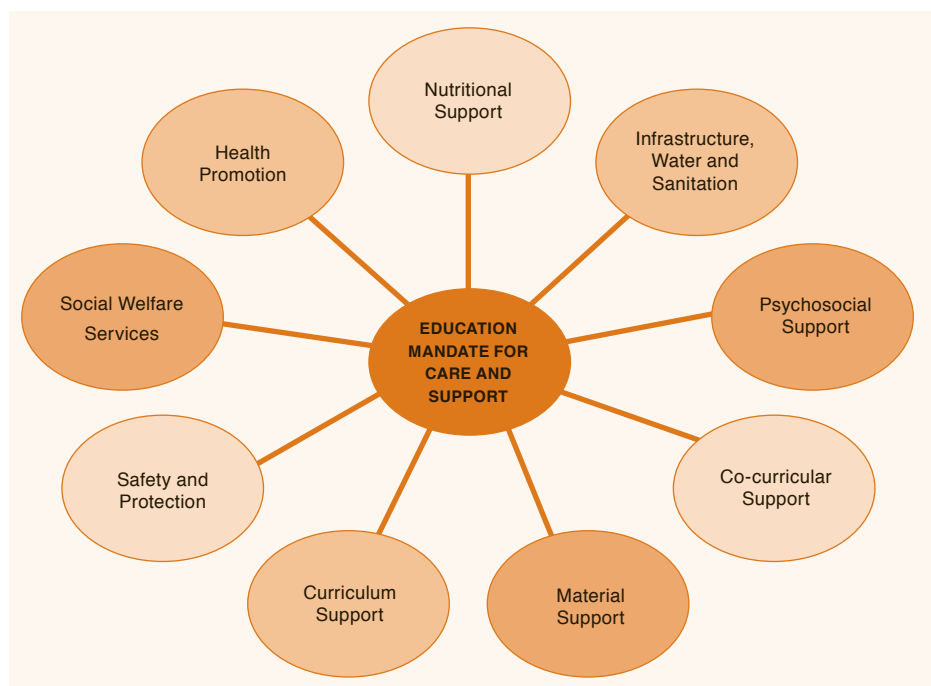 Nutritional
Support
Infrastructure,
Water and
Sanitation
Psychosocial
Support
Co-curricular
Support
Material
Support
Curriculum
Support
Safety and
Protection
Social Welfare
Services
Health
Promotion
EDUCATION
MANDATE FOR
CARE AND
SUPPORT